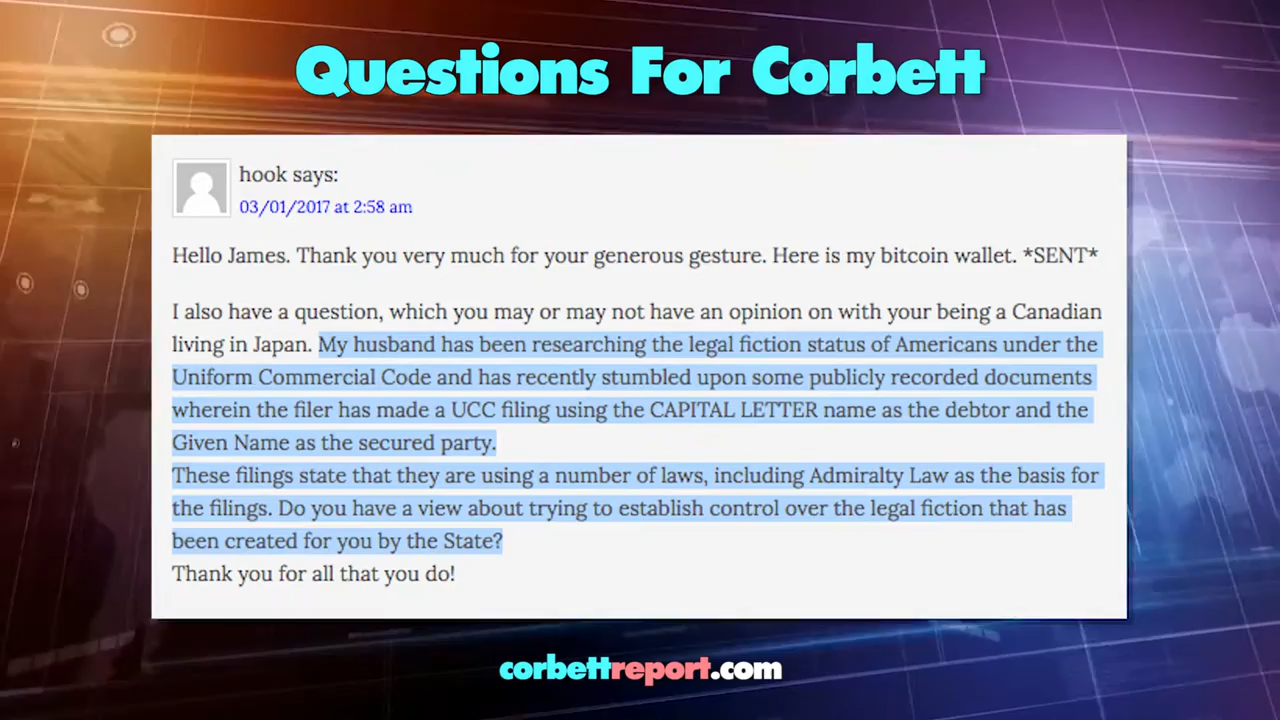 Questions For Corbett
hook says:
03/01/2017 at 2:58 am
Hello James. Thank you very much for your generous gesture. Here is my bitcoin wallet. *SENT*
I also have a question, which you may or may not have an opinion on with your being a Canadian
living in Japan. My husband has been researching the legal fiction status of Americans under the
Uniform Commercial Code and has recently stumbled upon some publicly recorded documents
wherein the filer has made a UCC filing using the CAPITAL LETTER name as the debtor and the
Given Name as the secured party.
These filings state that they are using a number of laws, including Admiralty Law as the basis for
the filings. Do you have a view about trying to establish control over the legal fiction that has
been created for you by the State?
Thank you for all that you do!
corbettreport.com